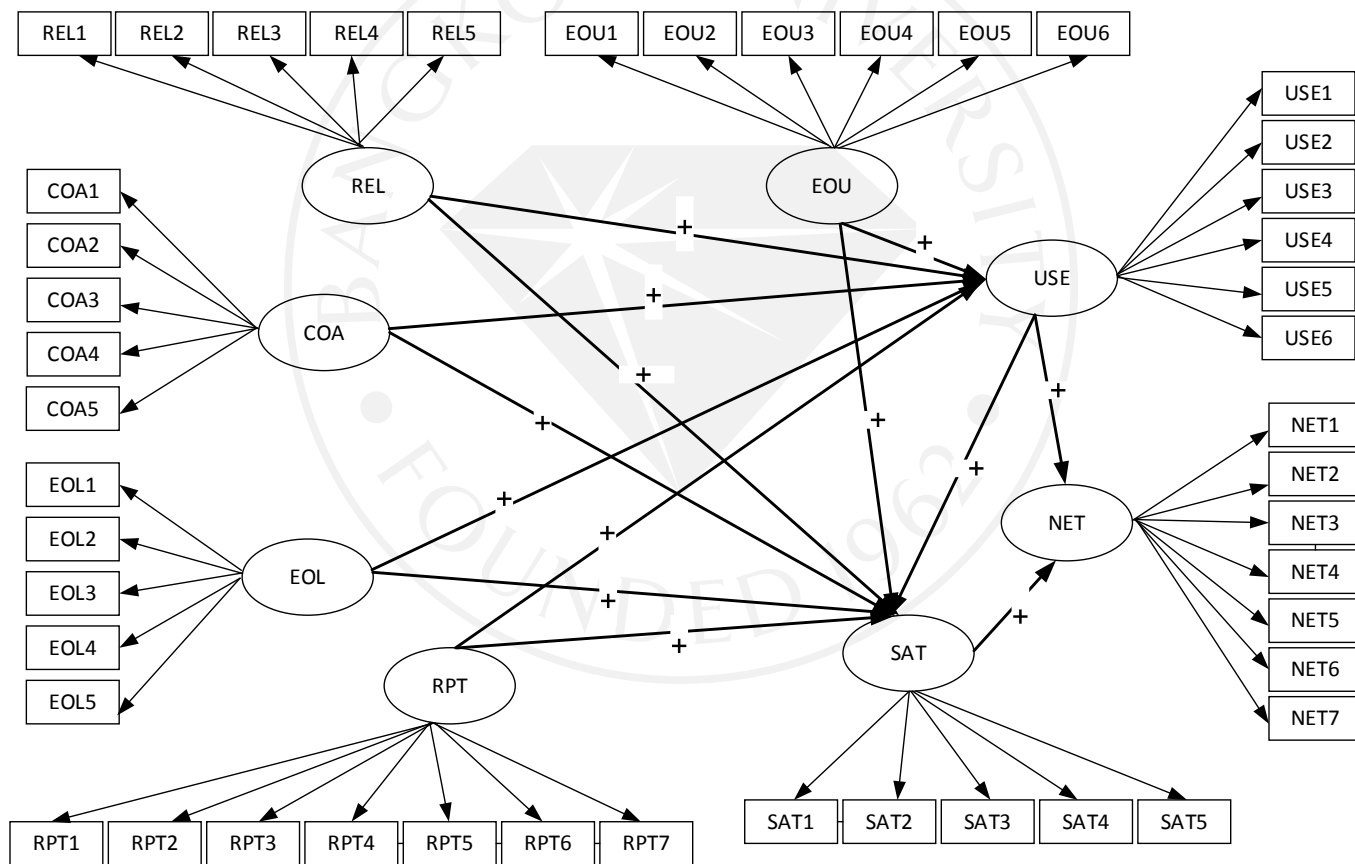 REL1 REL2 REL3 REL4 REL5
EOU1 EOU2 EOU3 EOU4 EOU5 EOU6
USE1
USE2
USE3
USE4
USE5
USE6
REL
EOU
USE
COA1
COA2
COA3
COA4
COA5
COA
EOL1
EOL2
EOL3
EOL4
EOL5
EOL
NET1
NET2
NET3
NET4
NET5
NET6
NET7
NET
RPT
SAT
+
+
+
+
+
+
+
+
+
+
+
+
+
RPT1 RPT2 RPT3 RPT4 RPT5 RPT6 RPT7
SAT1 SAT2 SAT3 SAT4 SAT5
FOUNDED 1962